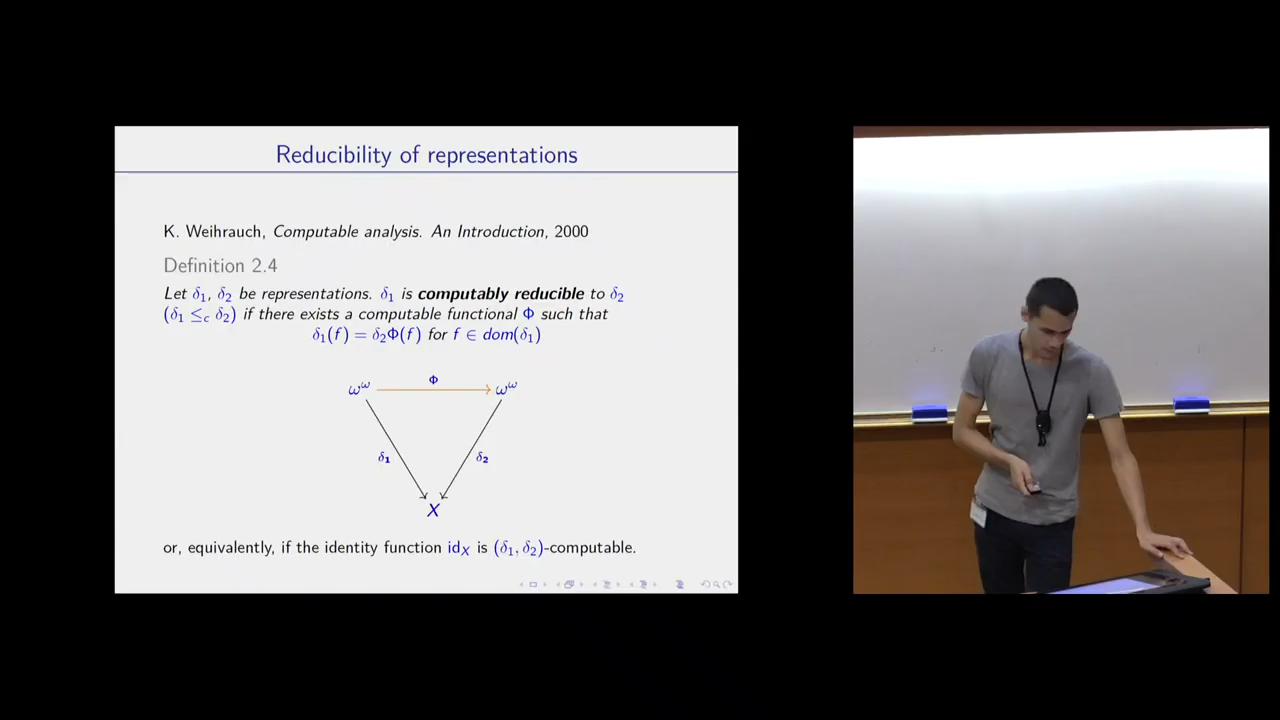 Reducibility of representations
K. Weihrauch, Computable analysis. An Introduction, 2000
Definition 2.4
Let δ₁, δ₂ be representations. δ₁ is computably reducible to δ₂
(δ₁ ≤c δ₂) if there exists a computable functional Φ such that
δ₁(f) = δ₂Φ(f) for f ∈ dom(δ₁)
Φ
ω^ω ω^ω
δ₁ δ₂
X
or, equivalently, if the identity function id_X is (δ₁, δ₂)-computable.